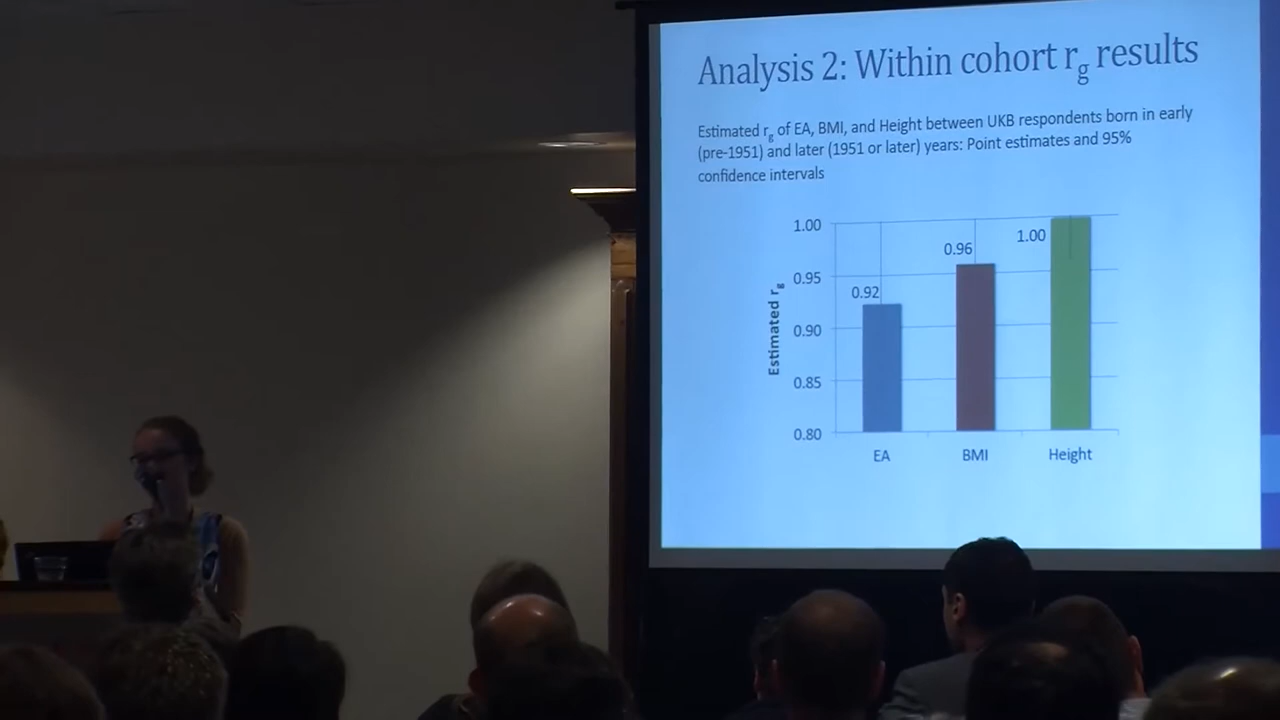 Analysis 2: Within cohort rg results
Estimated rg of EA, BMI, and Height between UKB respondents born in early
(pre-1951) and later (1951 or later) years: Point estimates and 95%
confidence intervals
1.00
0.95
0.90
0.85
0.80
Estimated rg
0.92
0.96
1.00
EA
BMI
Height